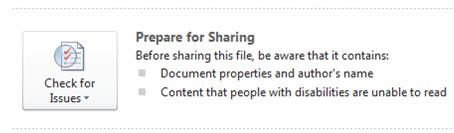 Prepare for Sharing
Before sharing this file, be aware that it contains:
Document properties and author's name
Content that people with disabilities are unable to read
Check for
Issues